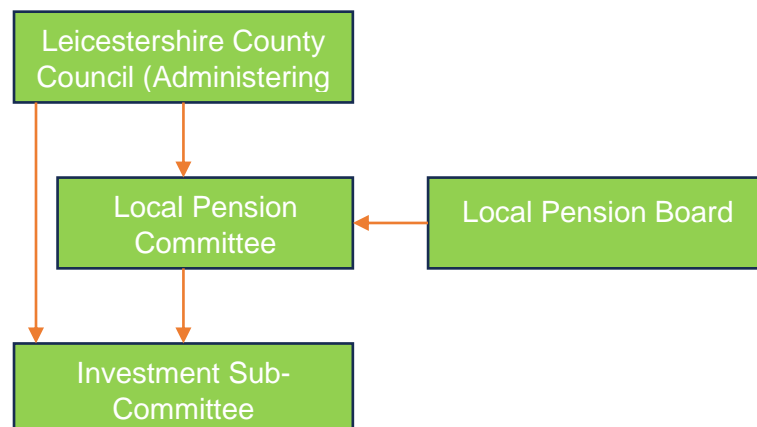 Leicestershire County
Council (Administering
Local Pension
Committee
Local Pension Board
Investment Sub-
Committee